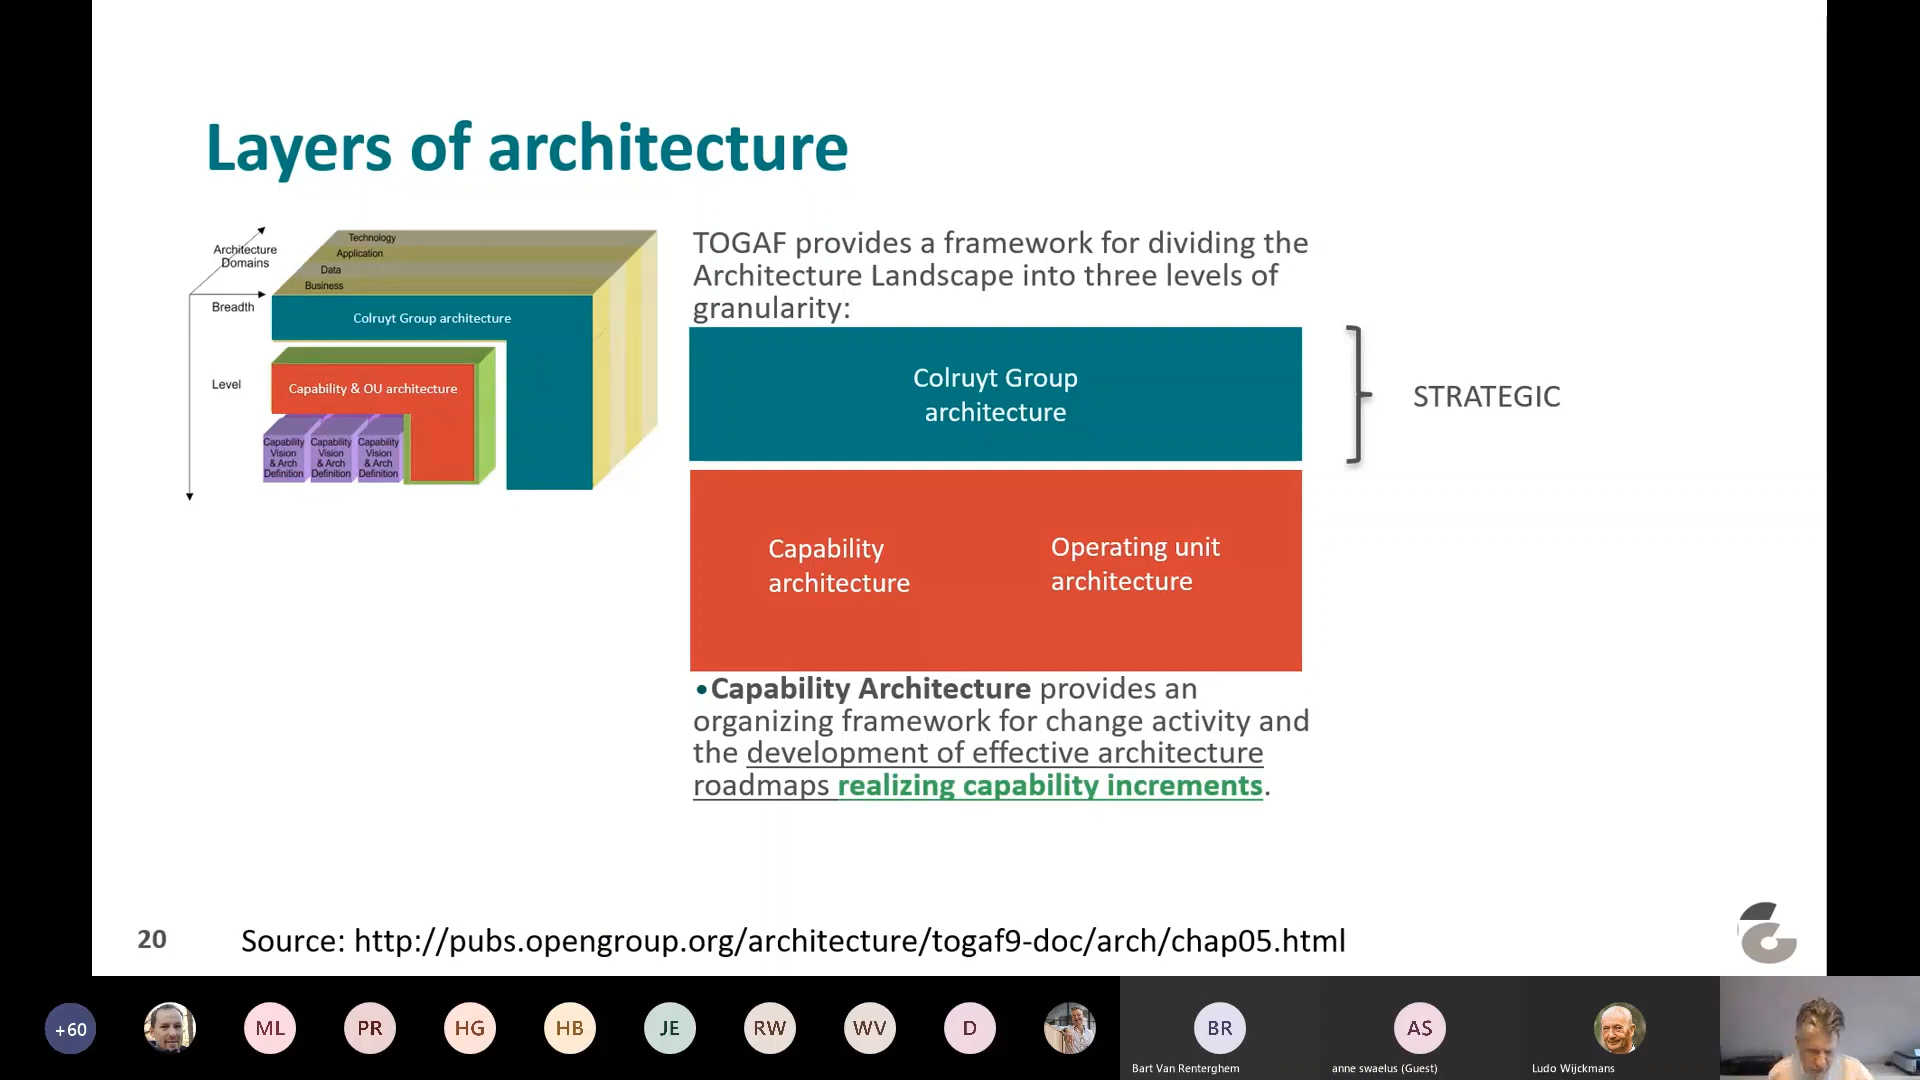 Layers of architecture
Architecture
Domains
Breadth
Level
Technology
Application
Data
Business
Colruyt Group architecture
Capability & OU architecture
Capability
Vision
& Arch
Definition
Capability
Vision
& Arch
Definition
Capability
Vision
& Arch
Definition
TOGAF provides a framework for dividing the
Architecture Landscape into three levels of
granularity:
Colruyt Group
architecture
STRATEGIC
Capability
architecture
Operating unit
architecture
•Capability Architecture provides an
organizing framework for change activity and
the development of effective architecture
roadmaps realizing capability increments.
20
Source: http://pubs.opengroup.org/architecture/togaf9-doc/arch/chap05.html
+60
ML
PR
HG
HB
JE
RW
WV
D
BR
Bart Van Renterghem
AS
anne swaelus (Guest)
Ludo Wijckmans